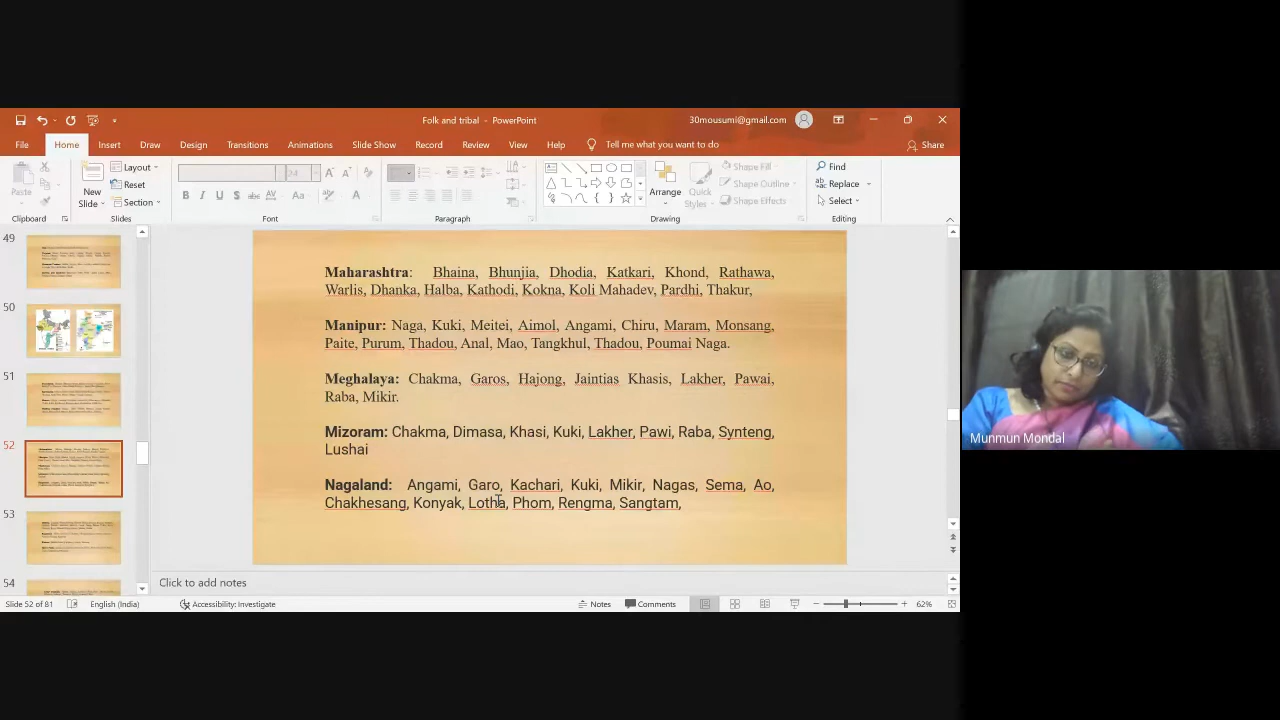 Folk and tribal - PowerPoint
30mousumi@gmail.com
File Home Insert Draw Design Transitions Animations Slide Show Record Review View Help Tell me what you want to do Share
Paste
Clipboard
New Slide
Layout
Reset
Section
Slides
24
B I U S abc AV Aa A
Font
Paragraph
Arrange
Quick Styles
Shape Fill
Shape Outline
Shape Effects
Drawing
Find
Replace
Select
Editing
49
50
51
52
53
54
Maharashtra: Bhaina, Bhunjia, Dhodia, Katkari, Khond, Rathawa,
Warlis, Dhanka, Halba, Kathodi, Kokna, Koli Mahadev, Pardhi, Thakur,
Manipur: Naga, Kuki, Meitei, Aimol, Angami, Chiru, Maram, Monsang,
Paite, Purum, Thadou, Anal, Mao, Tangkhul, Thadou, Poumai Naga.
Meghalaya: Chakma, Garos, Hajong, Jaintias Khasis, Lakher, Pawai,
Raba, Mikir.
Mizoram: Chakma, Dimasa, Khasi, Kuki, Lakher, Pawi, Raba, Synteng,
Lushai
Nagaland: Angami, Garo, Kachari, Kuki, Mikir, Nagas, Sema, Ao,
Chakhesang, Konyak, Lotha, Phom, Rengma, Sangtam,
Munmun Mondal
Click to add notes
Slide 52 of 81 English (India) Accessibility: Investigate Notes Comments 62%